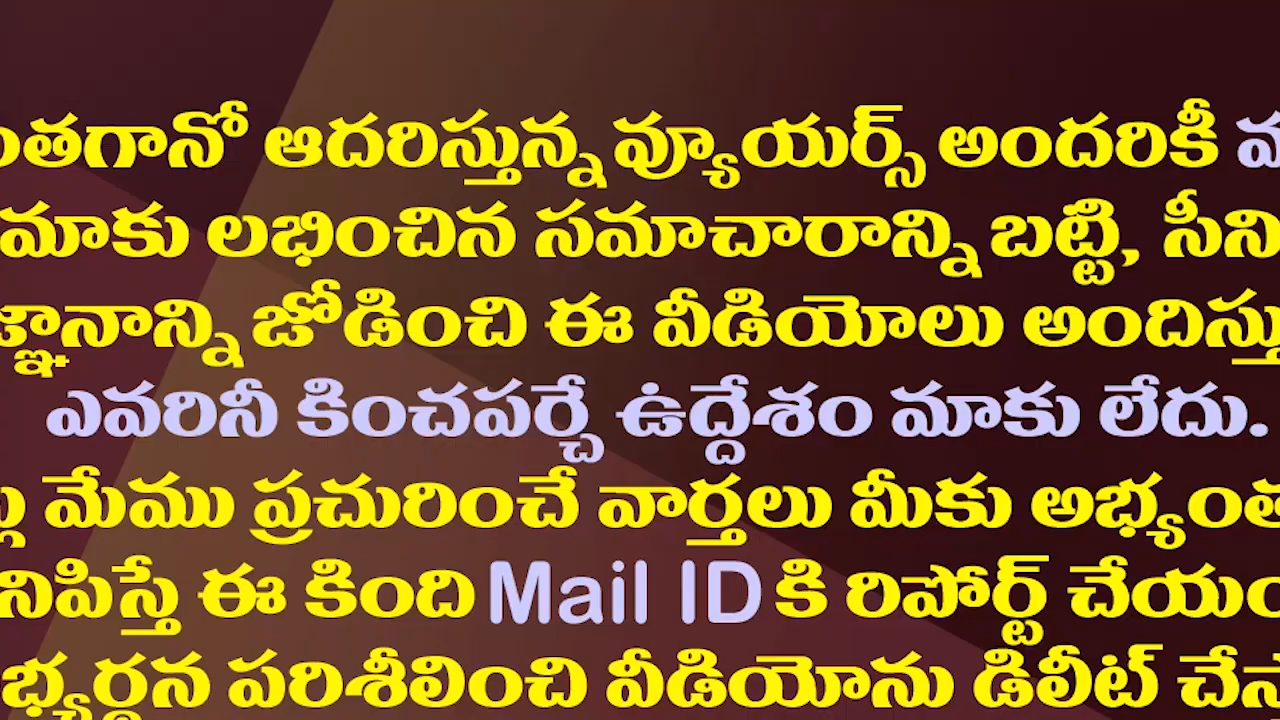 ఆదరిస్తున్న వ్యూయర్స్ అందరికీ
మాకు లభించిన సమాచారాన్ని బట్టి,
జోడించి ఈ వీడియోలు
ఎవరినీ కించపర్చే ఉద్దేశం మాకు లేదు.
మేము ప్రచురించే వార్తలు మీకు
ఈ కింది Mail ID కి రిపోర్ట్
పరిశీలించి వీడియోను డిలీట్